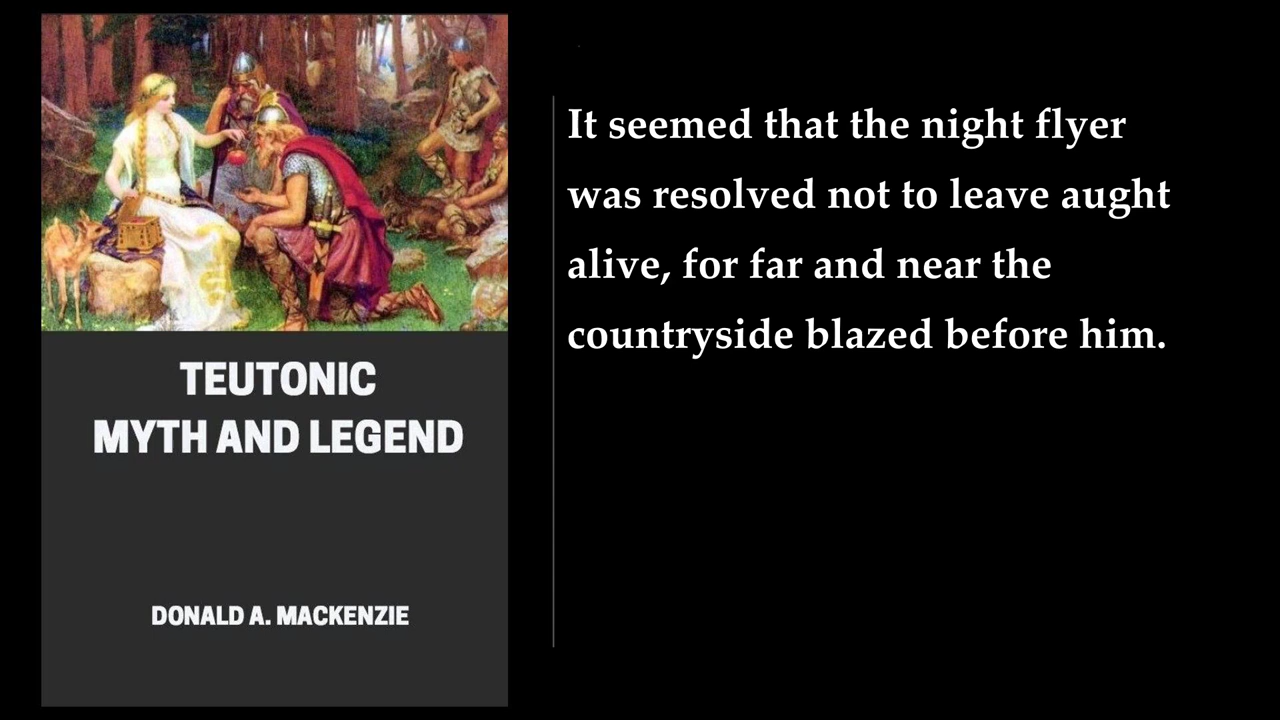 TEUTONIC
MYTH AND LEGEND
DONALD A. MACKENZIE
It seemed that the night flyer
was resolved not to leave aught
alive, for far and near the
countryside blazed before him.